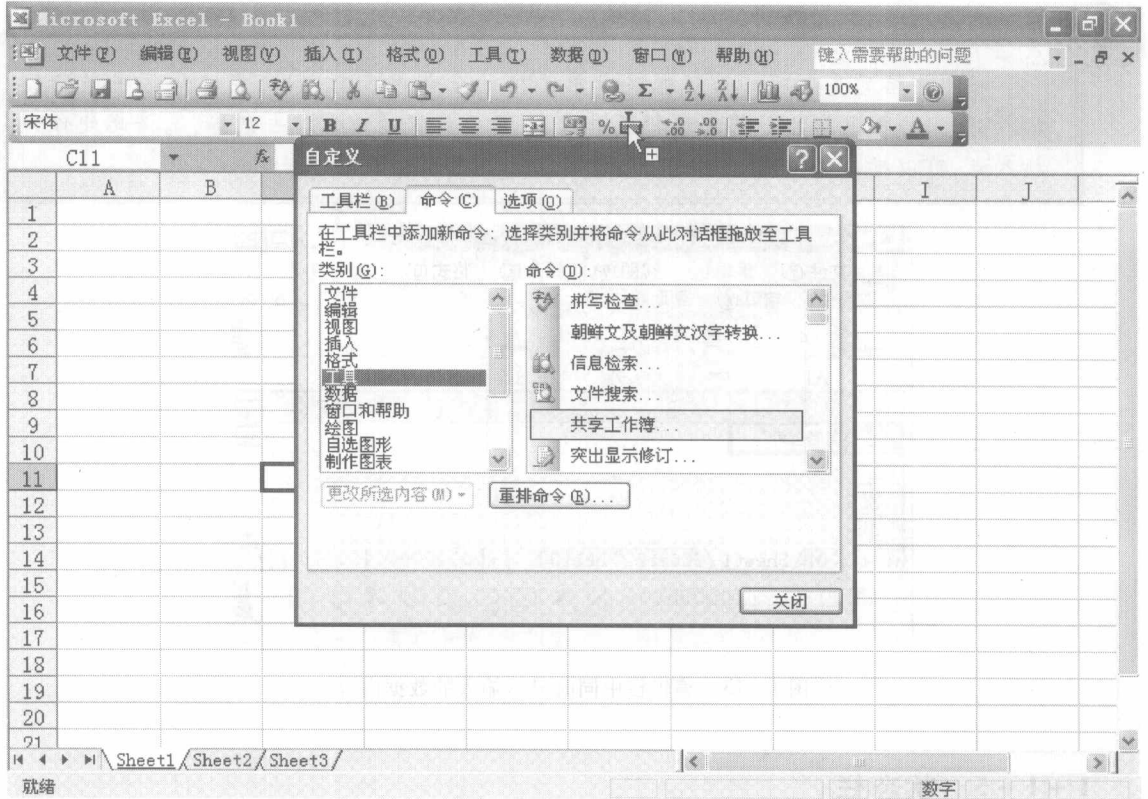 Microsoft Excel - Book1
文件(F) 编辑(E) 视图(V) 插入(I) 格式(O) 工具(T) 数据(D) 窗口(W) 帮助(H) 键入需要帮助的问题
100%
宋体 12 B I U % A
C11 fx
自定义
A B I J
工具栏(B) 命令(C) 选项(O)
在工具栏中添加新命令: 选择类别并将命令从此对话框拖放至工具
栏。
类别(G): 命令(D):
文件
编辑
视图
插入
格式
工具
数据
窗口和帮助
绘图
自选图形
制作图表
拼写检查...
朝鲜文及朝鲜文汉字转换...
信息检索...
文件搜索...
共享工作簿...
突出显示修订...
更改所选内容(M) 重排命令(R)...
关闭
1
2
3
4
5
6
7
8
9
10
11
12
13
14
15
16
17
18
19
20
21
Sheet1 Sheet2 Sheet3
就绪 数字